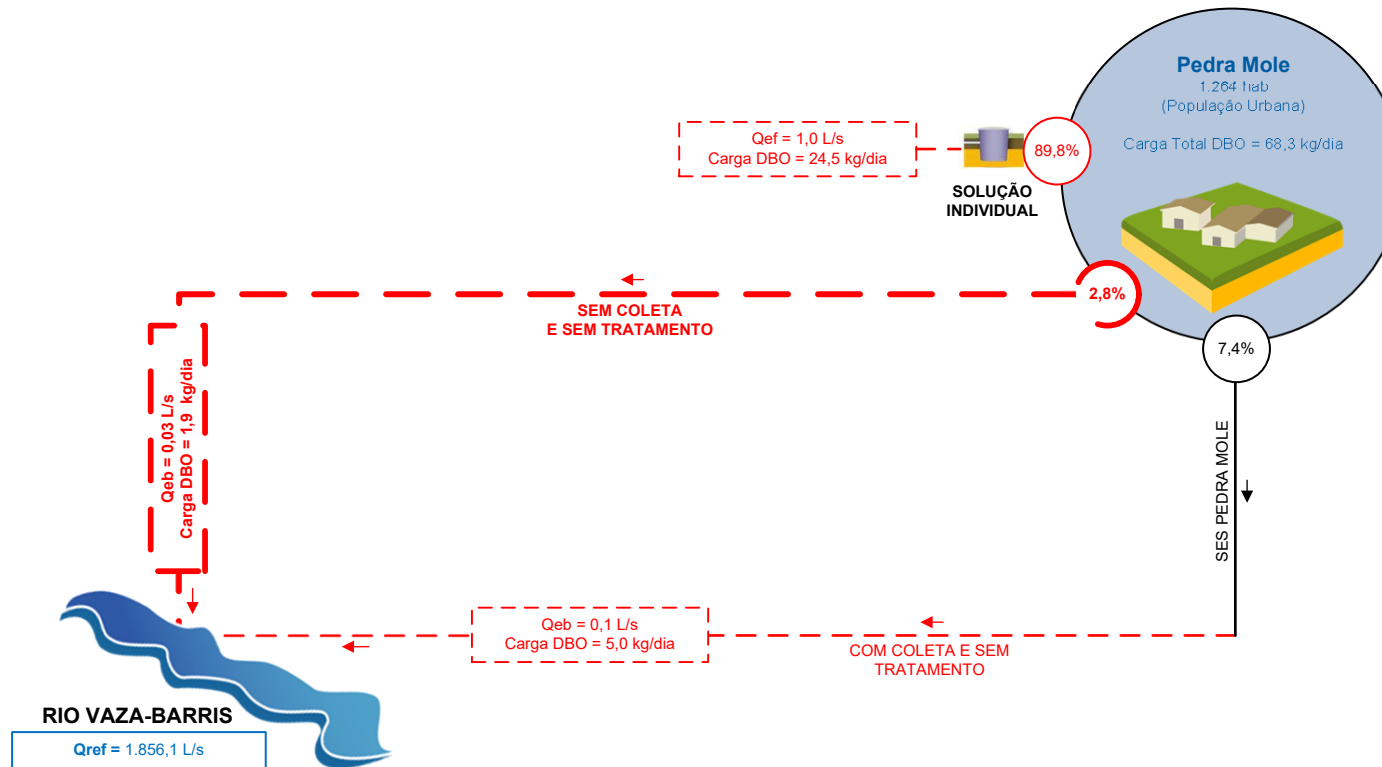 Pedra Mole
1.264 hab
(População Urbana)
Carga Total DBO = 68,3 kg/dia
Qef = 1,0 L/s
Carga DBO = 24,5 kg/dia
89,8%
SOLUÇÃO
INDIVIDUAL
2,8%
SEM COLETA
E SEM TRATAMENTO
7,4%
Qeb = 0,03 L/s
Carga DBO = 1,9 kg/dia
SES PEDRA MOLE
Qeb = 0,1 L/s
Carga DBO = 5,0 kg/dia
COM COLETA E SEM
TRATAMENTO
RIO VAZA-BARRIS
Qref = 1.856,1 L/s